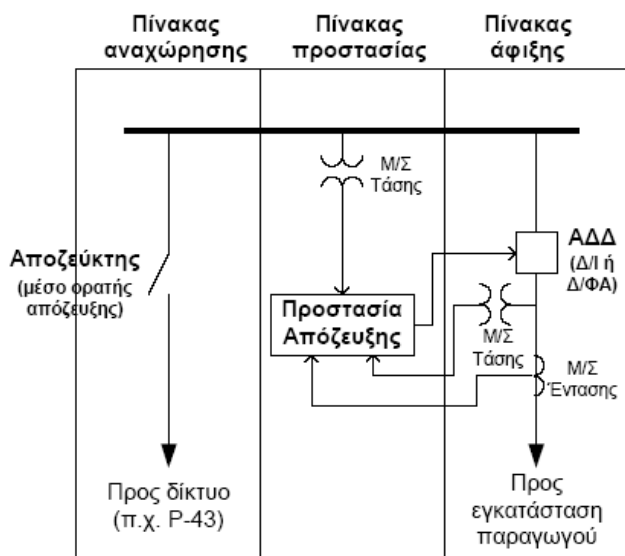 Πίνακας
αναχώρησης
Πίνακας
προστασίας
Πίνακας
άφιξης
Μ/Σ
Τάσης
Αποζεύκτης
(μέσο ορατής
απόζευξης)
ΑΔΔ
(Δ/Ι ή
Δ/ΦΑ)
Προστασία
Απόζευξης
Μ/Σ
Τάσης
Μ/Σ
Έντασης
Προς δίκτυο
(π.χ. Ρ-43)
Προς
εγκατάσταση
παραγωγού